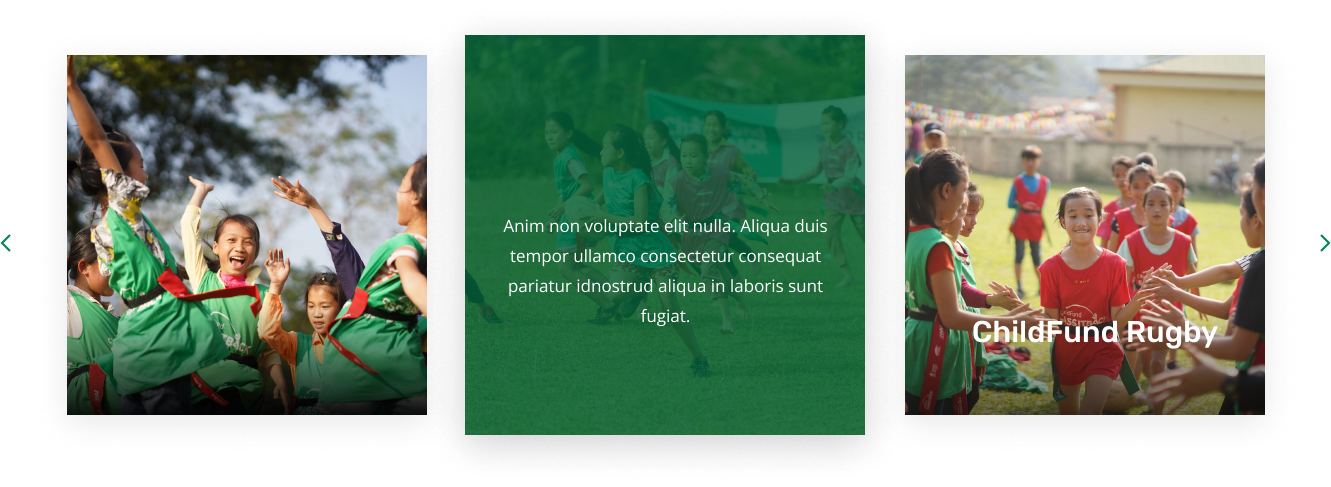 Anim non voluptate elit nulla. Aliqua duis
tempor ullamco consectetur consequat
pariatur idnostrud aliqua in laboris sunt
fugiat.
ChildFund Rugby